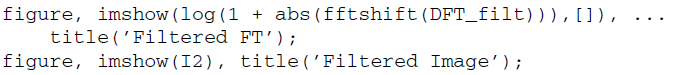 figure, imshow(log(1 + abs(fftshift(DFT_filt))),[]), ...
title(’Filtered FT’);
figure, imshow(I2), title(’Filtered Image’);